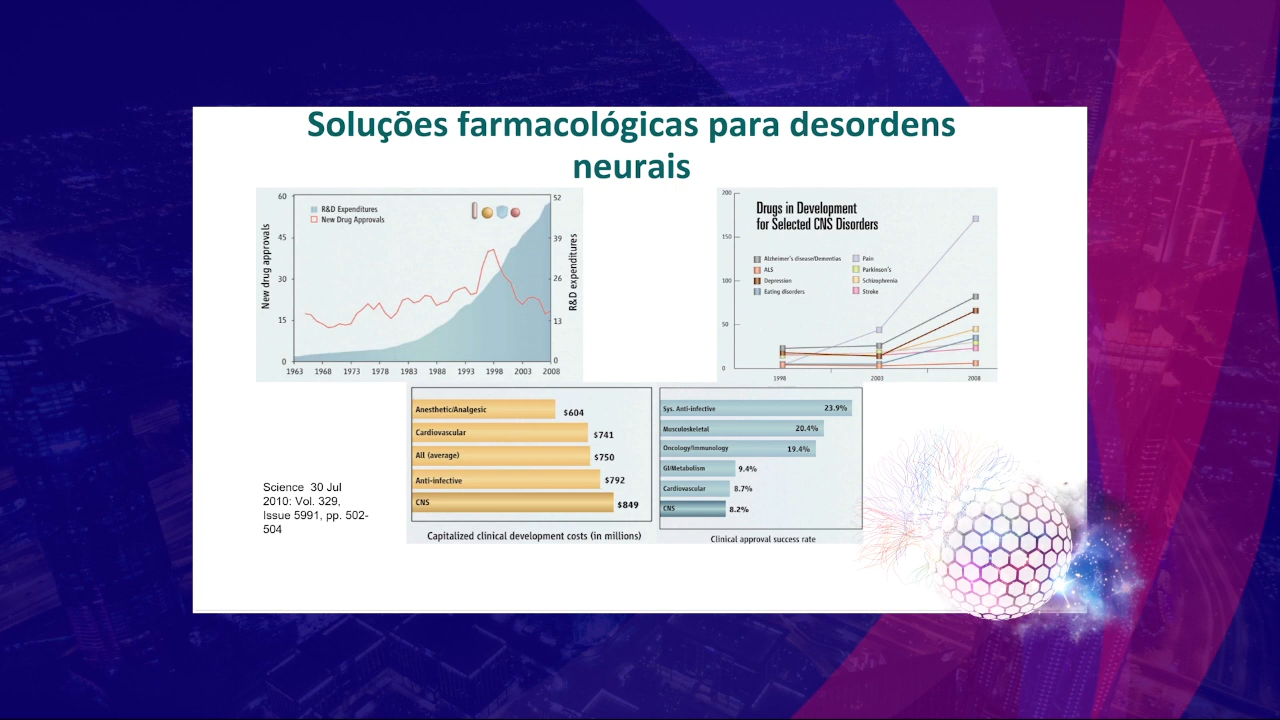 Soluções farmacológicas para desordens
neurais
60
45
30
15
0
New drug approvals
R&D Expenditures
New Drug Approvals
52
39
26
13
0
R&D expenditures
1963 1968 1973 1978 1983 1988 1993 1998 2003 2008
200
150
100
50
0
Drugs in Development
for Selected CNS Disorders
Alzheimer's disease/Dementias
ALS
Depression
Eating disorders
Pain
Parkinson's
Schizophrenia
Stroke
1998 2003 2008
Anesthetic/Analgesic $604
Cardiovascular $741
All (average) $750
Anti-infective $792
CNS $849
Capitalized clinical development costs (in millions)
Sys. Anti-infective 23.9%
Musculoskeletal 20.4%
Oncology/Immunology 19.4%
GI/Metabolism 9.4%
Cardiovascular 8.7%
CNS 8.2%
Clinical approval success rate
Science 30 Jul
2010: Vol. 329,
Issue 5991, pp. 502-
504